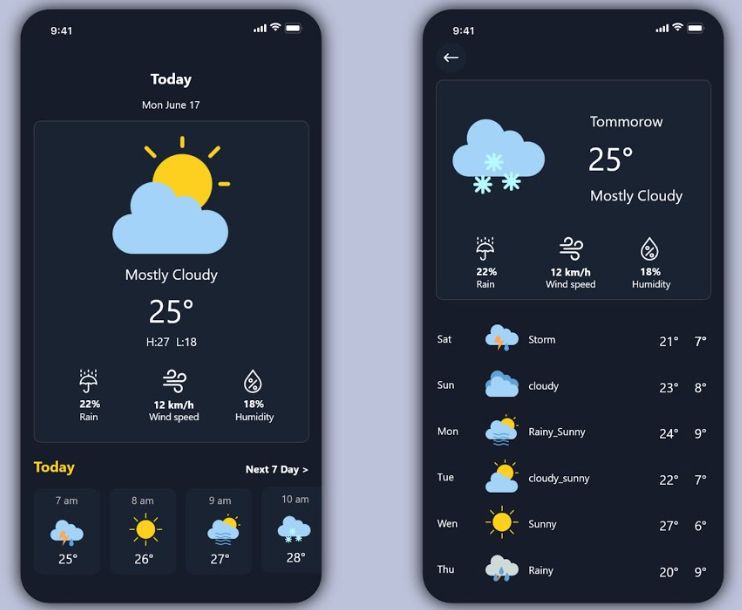 9:41
Today
Mon June 17
Mostly Cloudy
25°
H:27 L:18
22% 12 km/h 18%
Rain Wind speed Humidity
Today Next 7 Day >
7 am 8 am 9 am 10 am
25° 26° 27° 28°
9:41
Tommorow
25°
Mostly Cloudy
22% 12 km/h 18%
Rain Wind speed Humidity
Sat Storm 21° 7°
Sun cloudy 23° 8°
Mon Rainy_Sunny 24° 9°
Tue cloudy_sunny 22° 7°
Wen Sunny 27° 6°
Thu Rainy 20° 9°